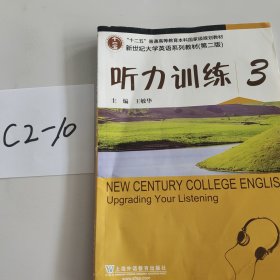 "十二五"普通高等教育本科国家级规划教材
新世纪大学英语系列教材(第二版)
听力训练 3
主 编 王敏华
C2-10
NEW CENTURY COLLEGE ENGLIS
Upgrading Your Listening
上海外语教育出版社